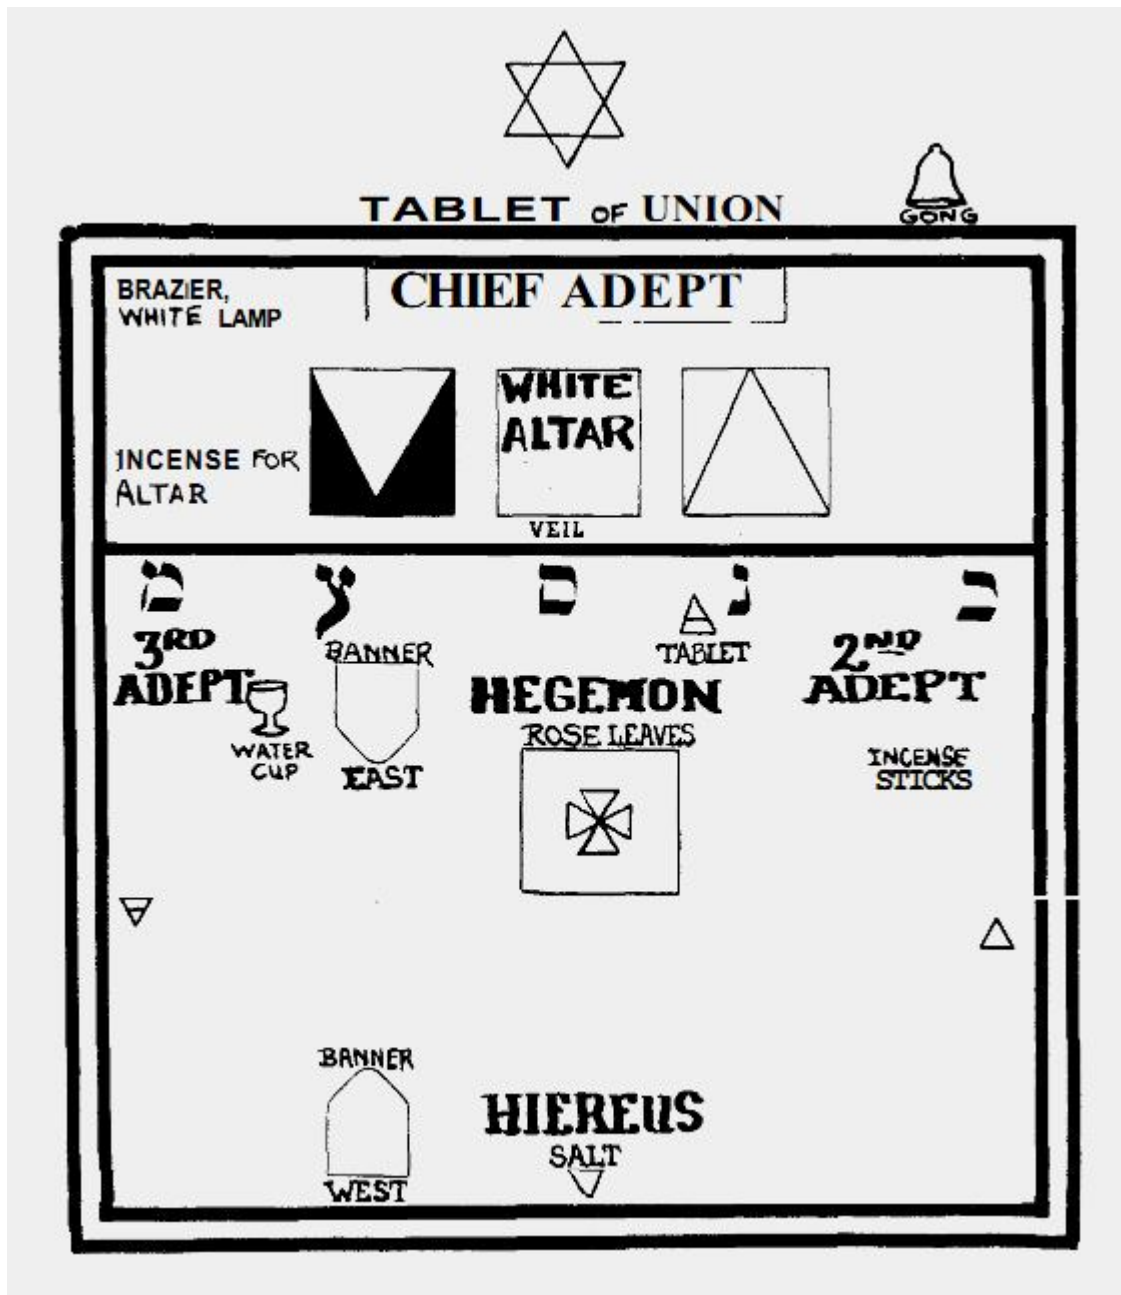 TABLET OF UNION
GONG
CHIEF ADEPT
BRAZIER,
WHITE LAMP
WHITE
ALTAR
INCENSE FOR
ALTAR
VEIL
מ
ע
ם
נ
כ
3RD
ADEPT
WATER
CUP
BANNER
EAST
HEGEMON
ROSE LEAVES
TABLET
2ND
ADEPT
INCENSE
STICKS
BANNER
WEST
HIEREUS
SALT